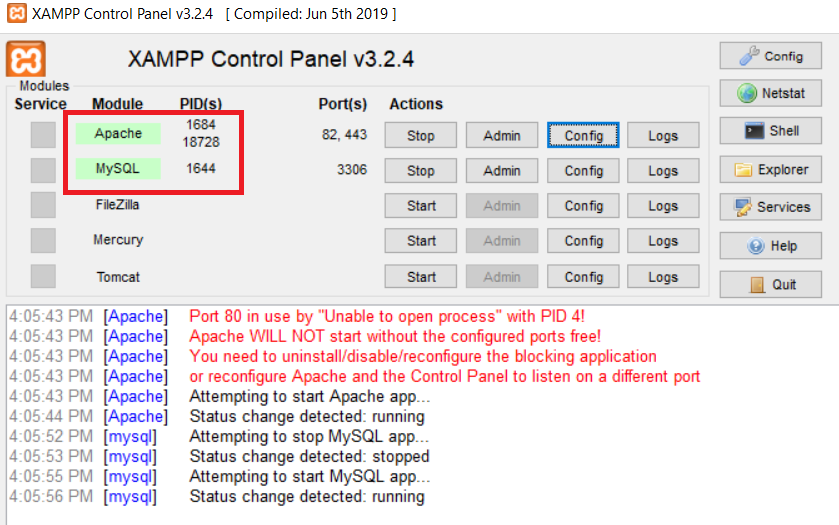 XAMPP Control Panel v3.2.4 [ Compiled: Jun 5th 2019 ]
XAMPP Control Panel v3.2.4
Config
Modules
Service Module PID(s) Port(s) Actions
Netstat
Apache 1684 18728 82, 443 Stop Admin Config Logs
Shell
MySQL 1644 3306 Stop Admin Config Logs
Explorer
FileZilla Start Admin Config Logs
Services
Mercury Start Admin Config Logs
Help
Tomcat Start Admin Config Logs
Quit
4:05:43 PM [Apache] Port 80 in use by "Unable to open process" with PID 4!
4:05:43 PM [Apache] Apache WILL NOT start without the configured ports free!
4:05:43 PM [Apache] You need to uninstall/disable/reconfigure the blocking application
4:05:43 PM [Apache] or reconfigure Apache and the Control Panel to listen on a different port
4:05:43 PM [Apache] Attempting to start Apache app...
4:05:44 PM [Apache] Status change detected: running
4:05:52 PM [mysql] Attempting to stop MySQL app...
4:05:53 PM [mysql] Status change detected: stopped
4:05:55 PM [mysql] Attempting to start MySQL app...
4:05:56 PM [mysql] Status change detected: running